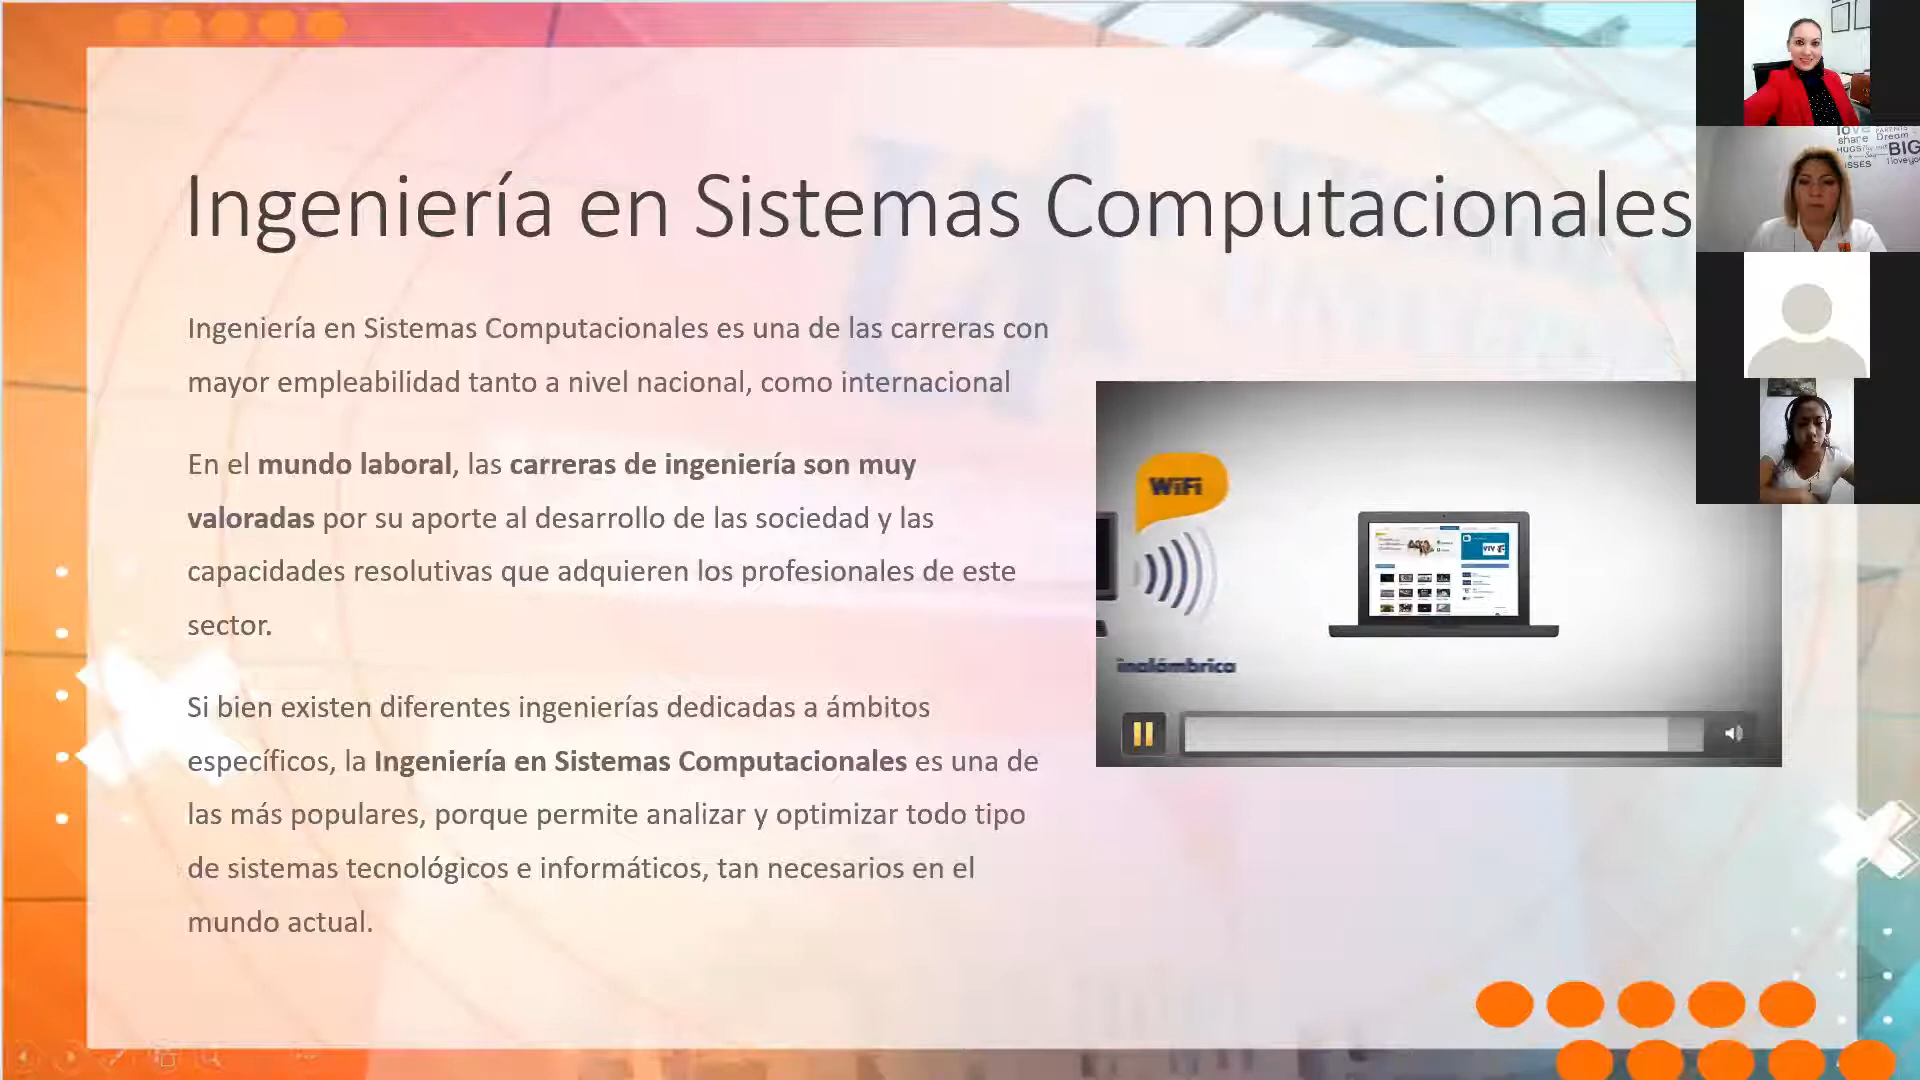 Ingeniería en Sistemas Computacionales
Ingeniería en Sistemas Computacionales es una de las carreras con
mayor empleabilidad tanto a nivel nacional, como internacional
En el mundo laboral, las carreras de ingeniería son muy
valoradas por su aporte al desarrollo de las sociedad y las
capacidades resolutivas que adquieren los profesionales de este
sector.
Si bien existen diferentes ingenierías dedicadas a ámbitos
específicos, la Ingeniería en Sistemas Computacionales es una de
las más populares, porque permite analizar y optimizar todo tipo
de sistemas tecnológicos e informáticos, tan necesarios en el
mundo actual.
WiFi
inalámbrica
love
share Dream
HUGS BIG
I love you